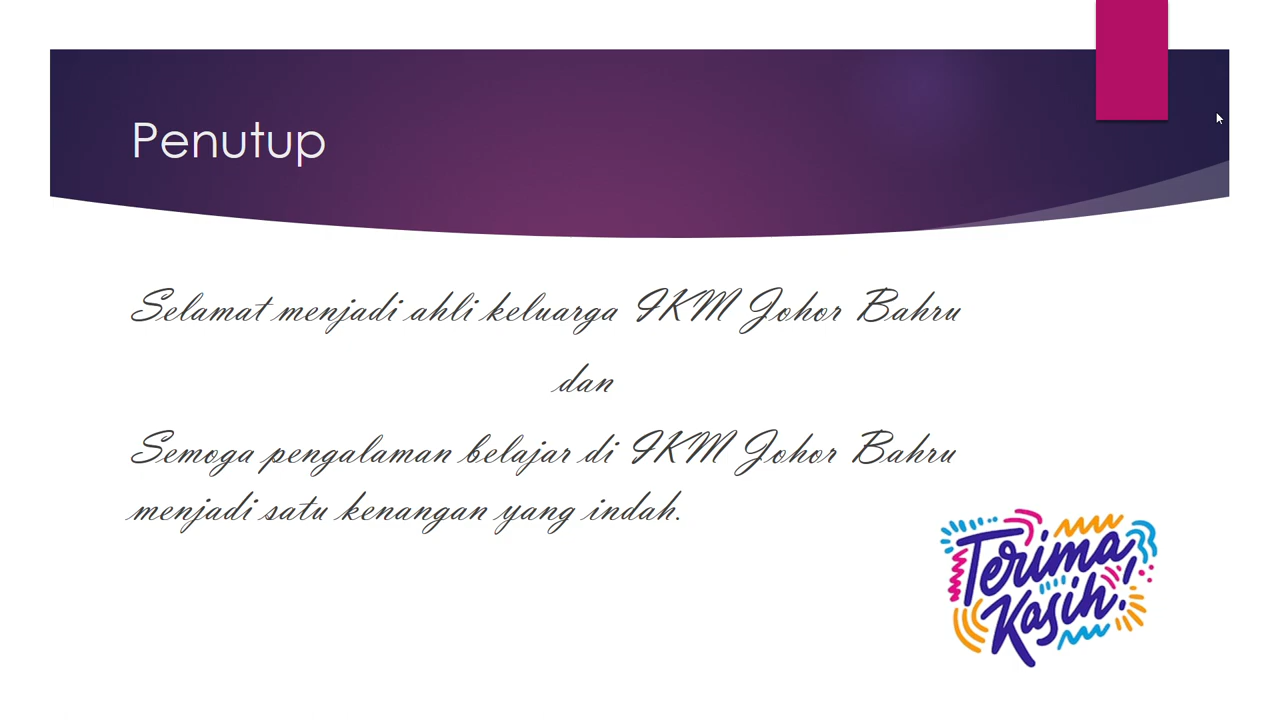 Penutup
Selamat menjadi ahli keluarga IKM Johor Bahru
dan
Semoga pengalaman belajar di IKM Johor Bahru
menjadi satu kenangan yang indah.
Terima
Kasih!